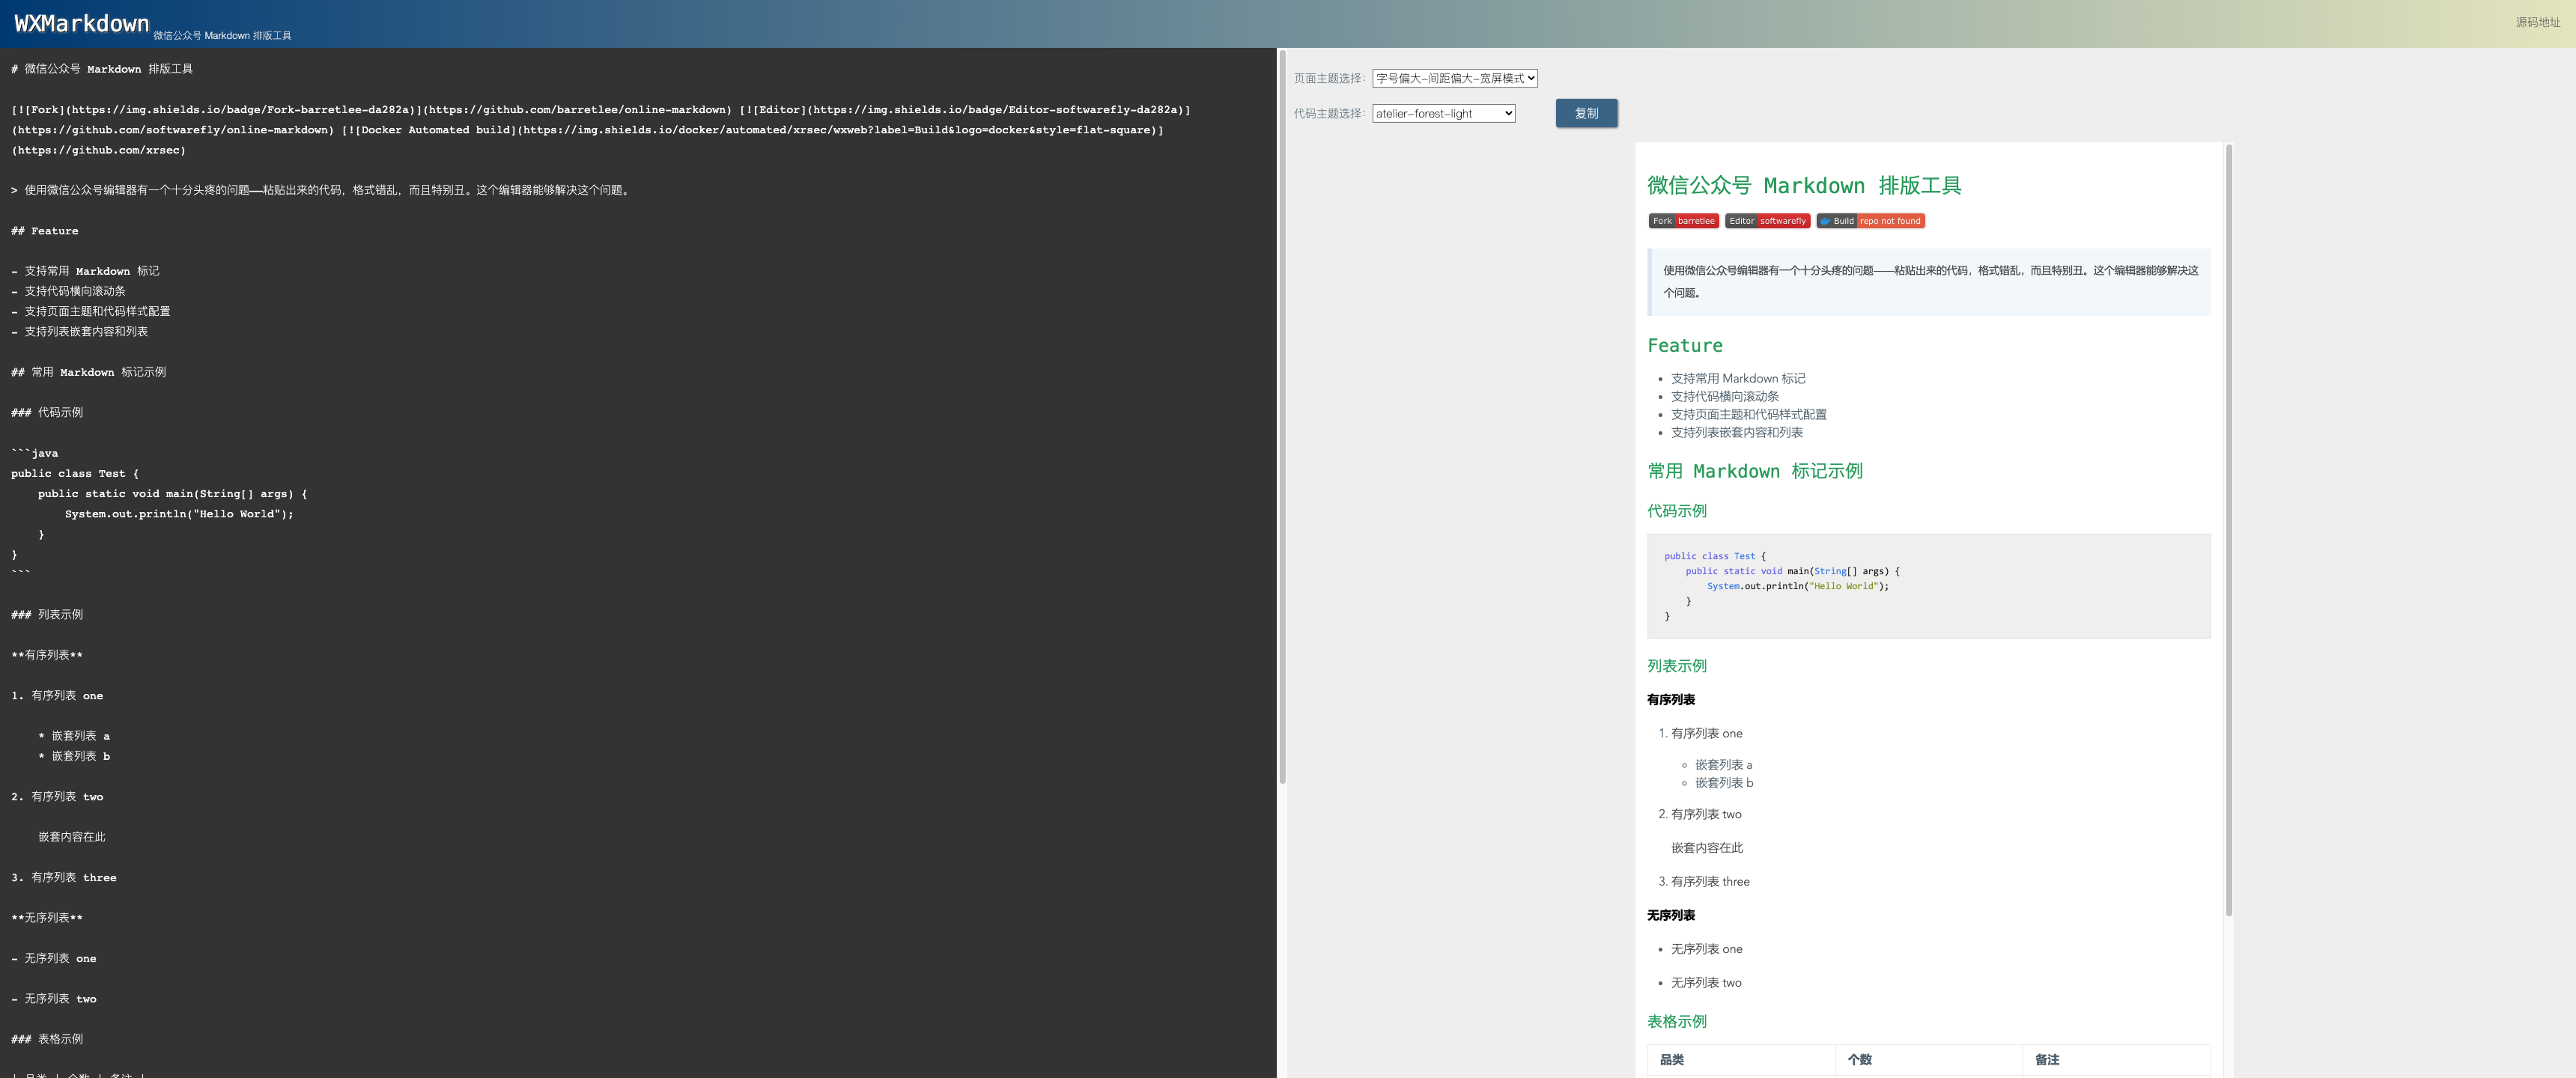 WXMarkdown 微信公众号 Markdown 排版工具
源码地址
# 微信公众号 Markdown 排版工具
[![Fork](https://img.shields.io/badge/Fork-barretlee-da282a)](https://github.com/barretlee/online-markdown) [![Editor](https://img.shields.io/badge/Editor-softwarefly-da282a)]
(https://github.com/softwarefly/online-markdown) [![Docker Automated build](https://img.shields.io/docker/automated/xrsec/wxweb?label=Build&logo=docker&style=flat-square)]
(https://github.com/xrsec)
> 使用微信公众号编辑器有一个十分头疼的问题——粘贴出来的代码，格式错乱，而且特别丑。这个编辑器能够解决这个问题。
## Feature
- 支持常用 Markdown 标记
- 支持代码横向滚动条
- 支持页面主题和代码样式配置
- 支持列表嵌套内容和列表
## 常用 Markdown 标记示例
### 代码示例
```java
public class Test {
    public static void main(String[] args) {
        System.out.println("Hello World");
    }
}
```
### 列表示例
**有序列表**
1. 有序列表 one
    * 嵌套列表 a
    * 嵌套列表 b
2. 有序列表 two
    嵌套内容在此
3. 有序列表 three
**无序列表**
- 无序列表 one
- 无序列表 two
### 表格示例
| 品类 | 个数 | 备注 |
页面主题选择： 字号偏大-间距偏大-宽屏模式
代码主题选择： atelier-forest-light 复制
微信公众号 Markdown 排版工具
Fork barretlee Editor softwarefly Build repo not found
使用微信公众号编辑器有一个十分头疼的问题——粘贴出来的代码，格式错乱，而且特别丑。这个编辑器能够解决这
个问题。
Feature
• 支持常用 Markdown 标记
• 支持代码横向滚动条
• 支持页面主题和代码样式配置
• 支持列表嵌套内容和列表
常用 Markdown 标记示例
代码示例
public class Test {
    public static void main(String[] args) {
        System.out.println("Hello World");
    }
}
列表示例
有序列表
1. 有序列表 one
◦ 嵌套列表 a
◦ 嵌套列表 b
2. 有序列表 two
嵌套内容在此
3. 有序列表 three
无序列表
• 无序列表 one
• 无序列表 two
表格示例
品类 个数 备注